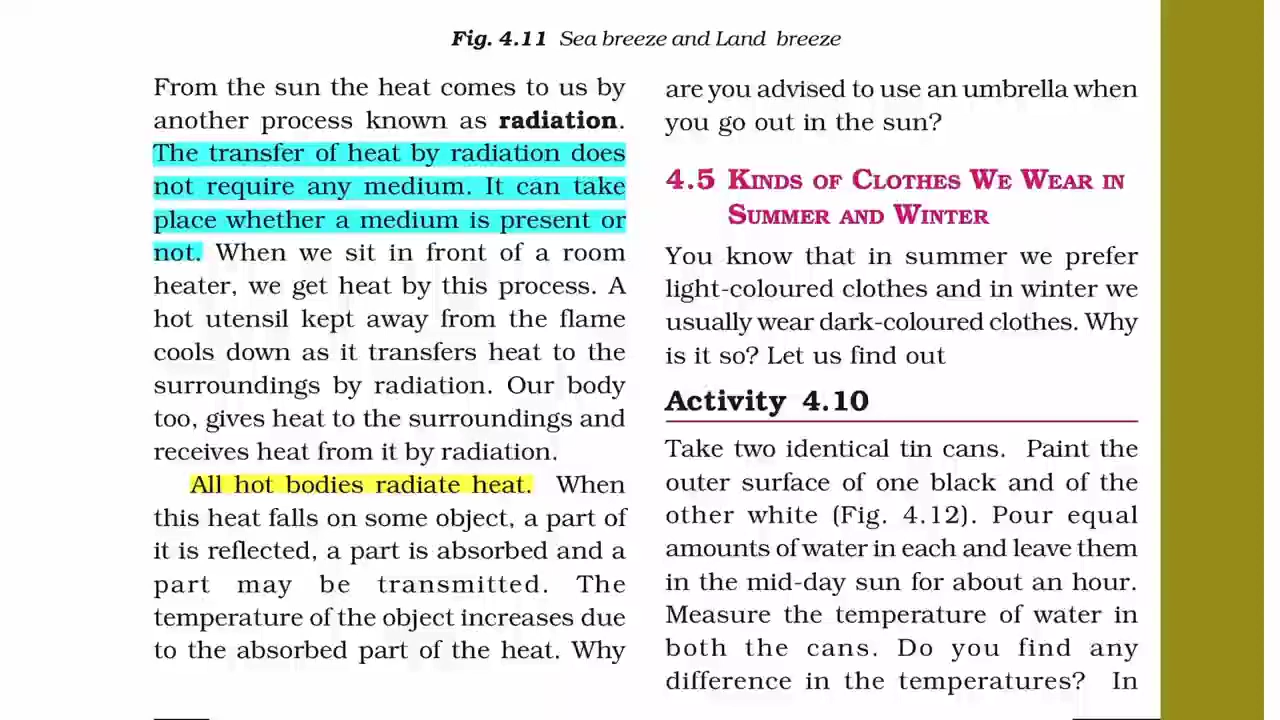 Fig. 4.11 Sea breeze and Land breeze
From the sun the heat comes to us by
another process known as radiation.
The transfer of heat by radiation does
not require any medium. It can take
place whether a medium is present or
not. When we sit in front of a room
heater, we get heat by this process. A
hot utensil kept away from the flame
cools down as it transfers heat to the
surroundings by radiation. Our body
too, gives heat to the surroundings and
receives heat from it by radiation.
All hot bodies radiate heat. When
this heat falls on some object, a part of
it is reflected, a part is absorbed and a
part may be transmitted. The
temperature of the object increases due
to the absorbed part of the heat. Why
are you advised to use an umbrella when
you go out in the sun?
4.5 KINDS OF CLOTHES WE WEAR IN
SUMMER AND WINTER
You know that in summer we prefer
light-coloured clothes and in winter we
usually wear dark-coloured clothes. Why
is it so? Let us find out
Activity 4.10
Take two identical tin cans. Paint the
outer surface of one black and of the
other white (Fig. 4.12). Pour equal
amounts of water in each and leave them
in the mid-day sun for about an hour.
Measure the temperature of water in
both the cans. Do you find any
difference in the temperatures? In